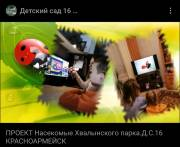 Детский сад 16 ...
ПРОЕКТ Насекомые Хвалынского парка.Д.С.16
КРАСНОАРМЕЙСК